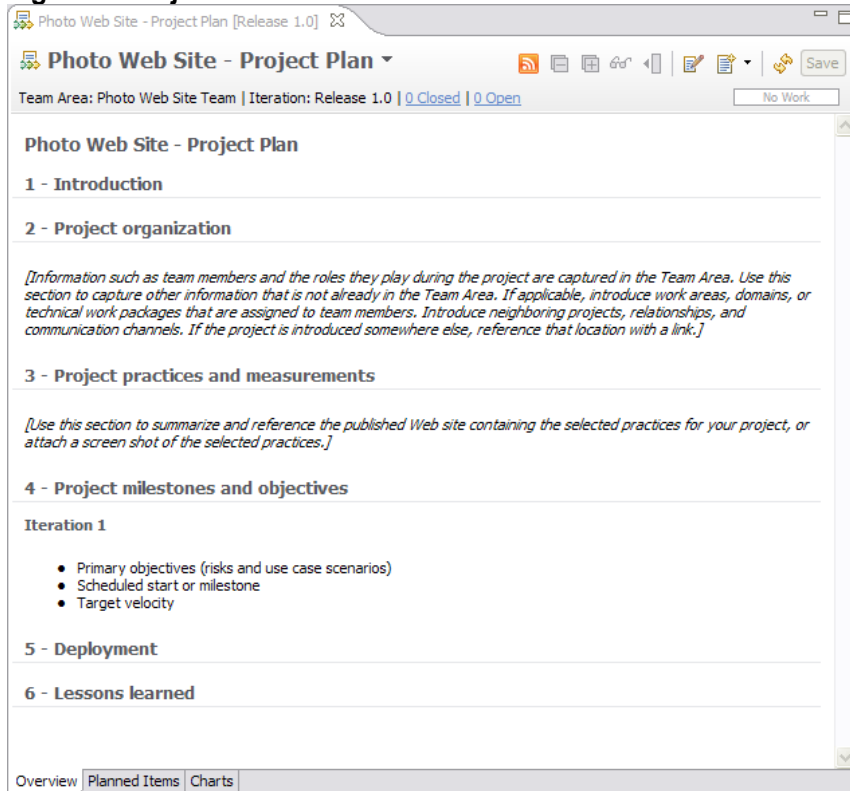 Photo Web Site - Project Plan [Release 1.0]
Photo Web Site - Project Plan
Save
Team Area: Photo Web Site Team | Iteration: Release 1.0 | 0 Closed | 0 Open
No Work
Photo Web Site - Project Plan
1 - Introduction
2 - Project organization
[Information such as team members and the roles they play during the project are captured in the Team Area. Use this
section to capture other information that is not already in the Team Area. If applicable, introduce work areas, domains, or
technical work packages that are assigned to team members. Introduce neighboring projects, relationships, and
communication channels. If the project is introduced somewhere else, reference that location with a link.]
3 - Project practices and measurements
[Use this section to summarize and reference the published Web site containing the selected practices for your project, or
attach a screen shot of the selected practices.]
4 - Project milestones and objectives
Iteration 1
● Primary objectives (risks and use case scenarios)
● Scheduled start or milestone
● Target velocity
5 - Deployment
6 - Lessons learned
Overview Planned Items Charts